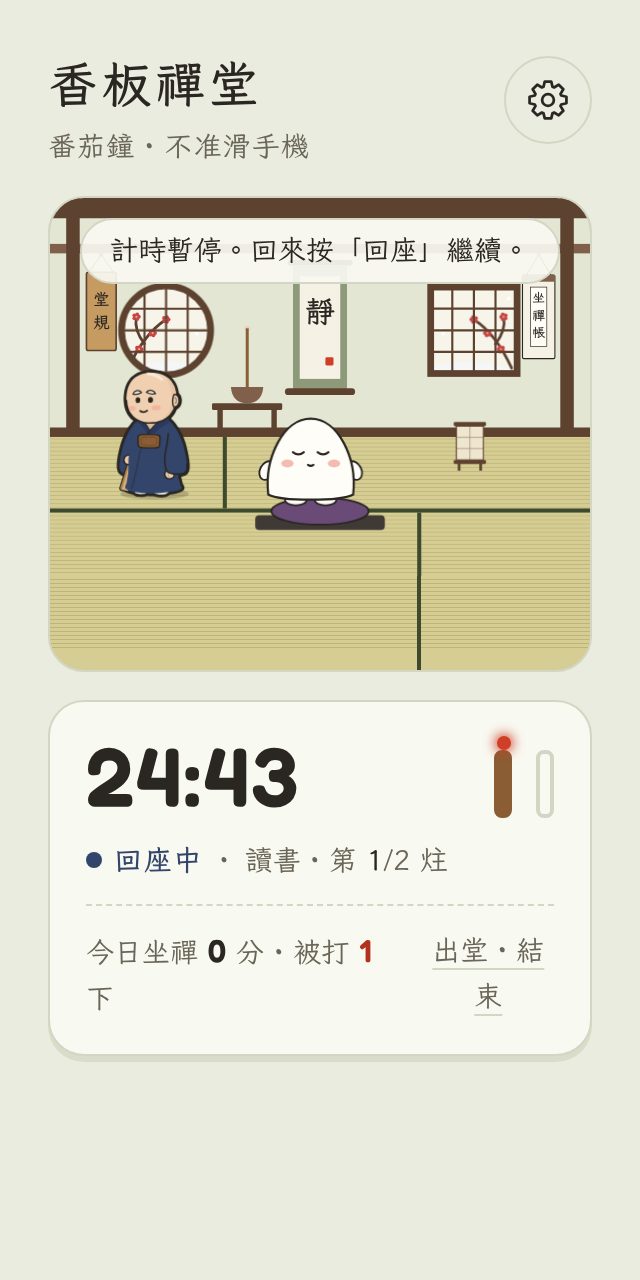 香板禪堂
番茄鐘・不准滑手機
計時暫停。回來按「回座」繼續。
堂規
靜
坐禪帳
24:43
回座中・讀書・第 1/2 炷
今日坐禪 0 分・被打 1
下
出堂・結
束